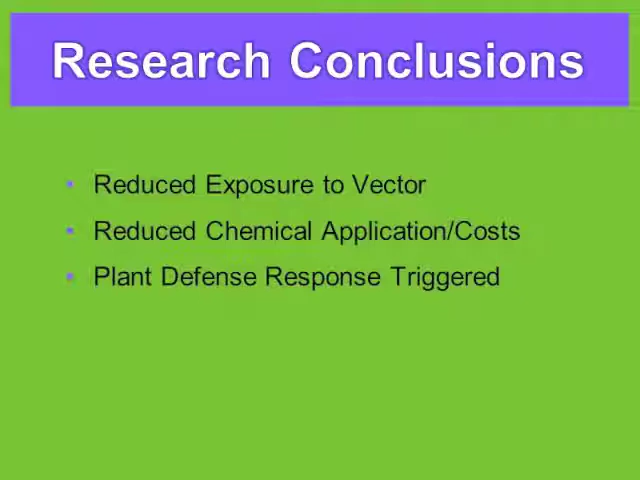 Research Conclusions
• Reduced Exposure to Vector
• Reduced Chemical Application/Costs
• Plant Defense Response Triggered